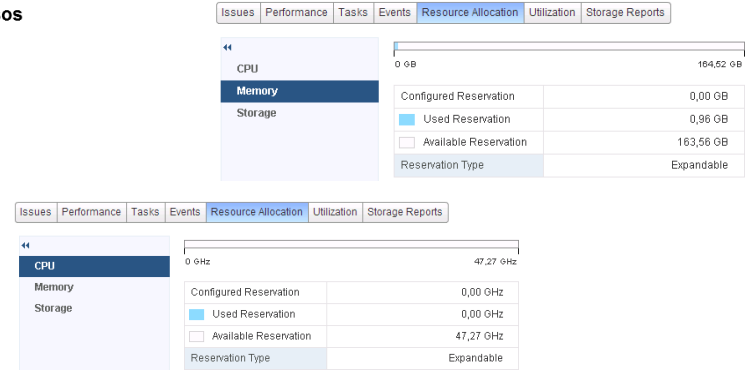 Issues Performance Tasks Events Resource Allocation Utilization Storage Reports
CPU
Memory
Storage
0 GB 164,52 GB
Configured Reservation 0,00 GB
Used Reservation 0,96 GB
Available Reservation 163,56 GB
Reservation Type Expandable
Issues Performance Tasks Events Resource Allocation Utilization Storage Reports
CPU
Memory
Storage
0 GHz 47,27 GHz
Configured Reservation 0,00 GHz
Used Reservation 0,00 GHz
Available Reservation 47,27 GHz
Reservation Type Expandable